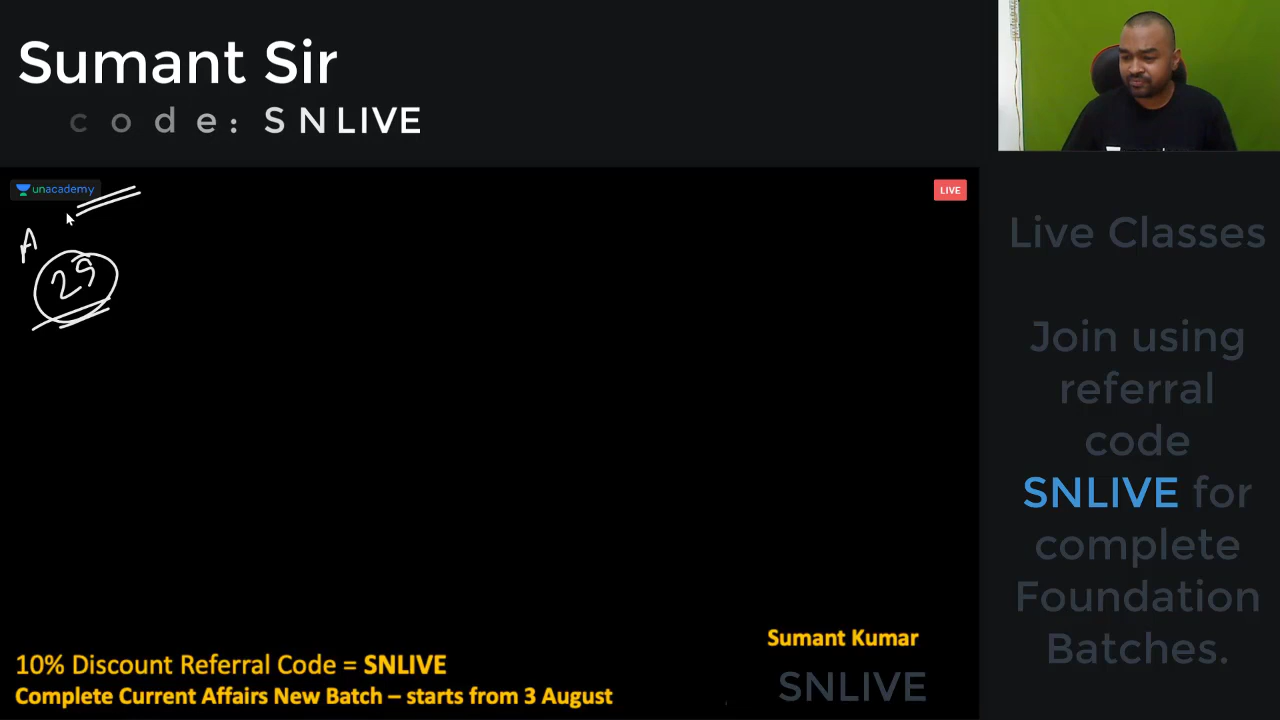 Sumant Sir
code: SNLIVE
unacademy
LIVE
A
29
Live Classes
Join using
referral
code
SNLIVE for
complete
Foundation
Batches.
Sumant Kumar
SNLIVE
10% Discount Referral Code = SNLIVE
Complete Current Affairs New Batch – starts from 3 August